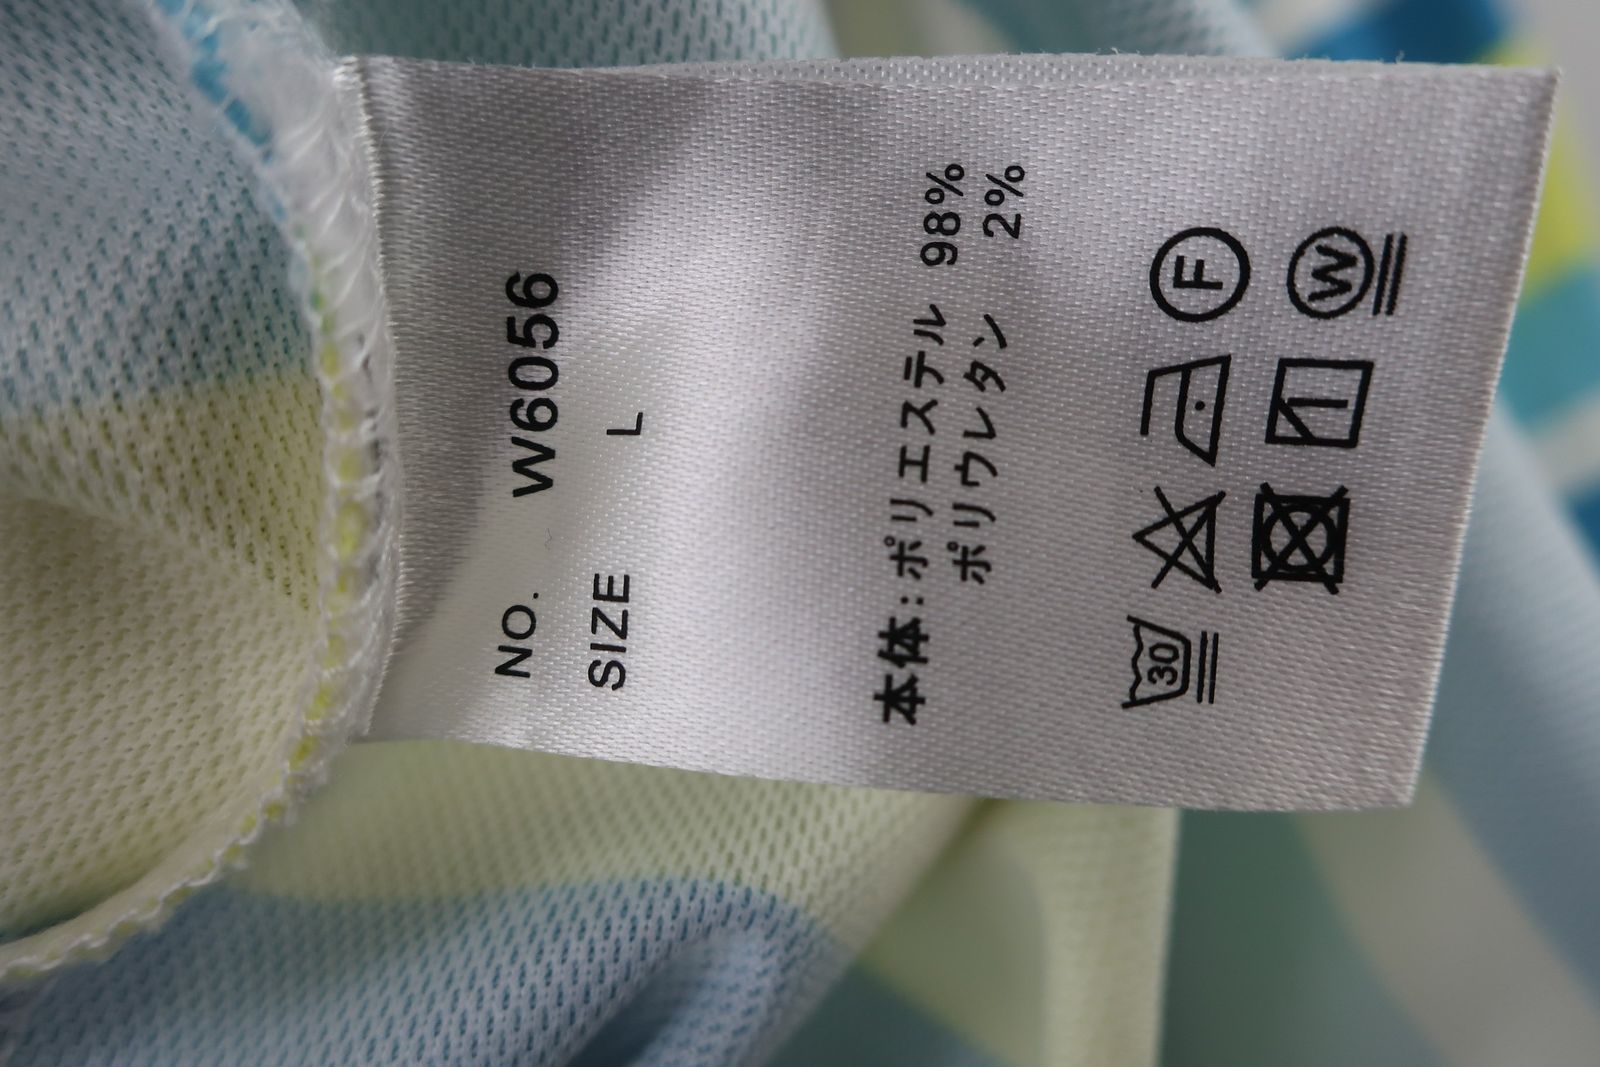 NO. W6056
SIZE L
本体:ポリエステル 98%
ポリウレタン 2%
30
F
W